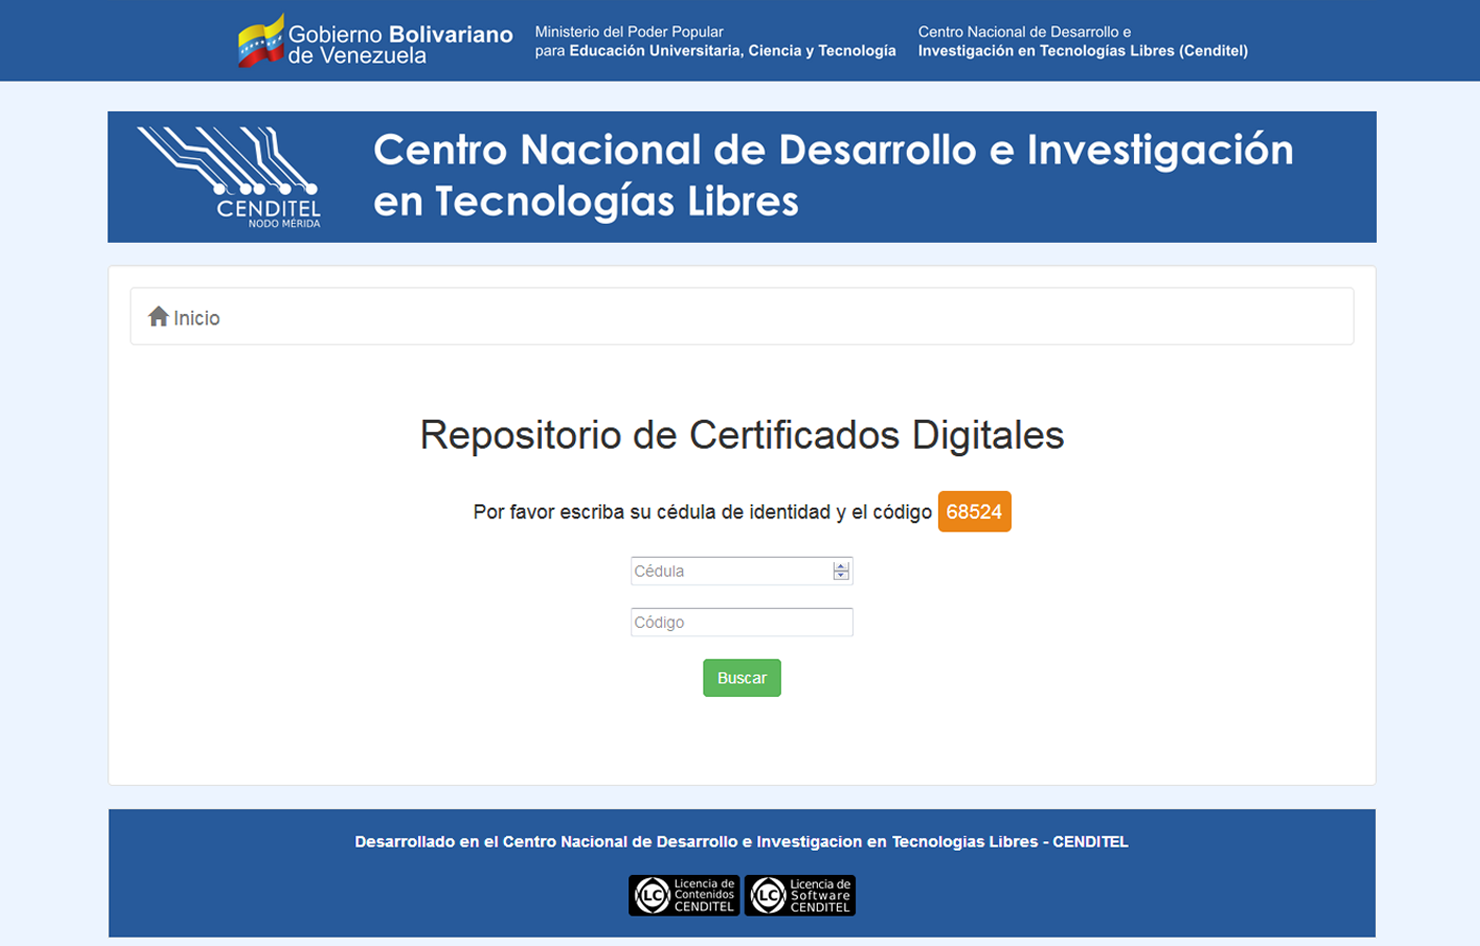 Gobierno Bolivariano
de Venezuela
Ministerio del Poder Popular
para Educación Universitaria, Ciencia y Tecnología
Centro Nacional de Desarrollo e
Investigación en Tecnologías Libres (Cenditel)
CENDITEL
NODO MÉRIDA
Centro Nacional de Desarrollo e Investigación
en Tecnologías Libres
Inicio
Repositorio de Certificados Digitales
Por favor escriba su cédula de identidad y el código 68524
Cédula
Código
Buscar
Desarrollado en el Centro Nacional de Desarrollo e Investigacion en Tecnologias Libres - CENDITEL
LC Licencia de
Contenidos
CENDITEL
LC Licencia de
Software
CENDITEL